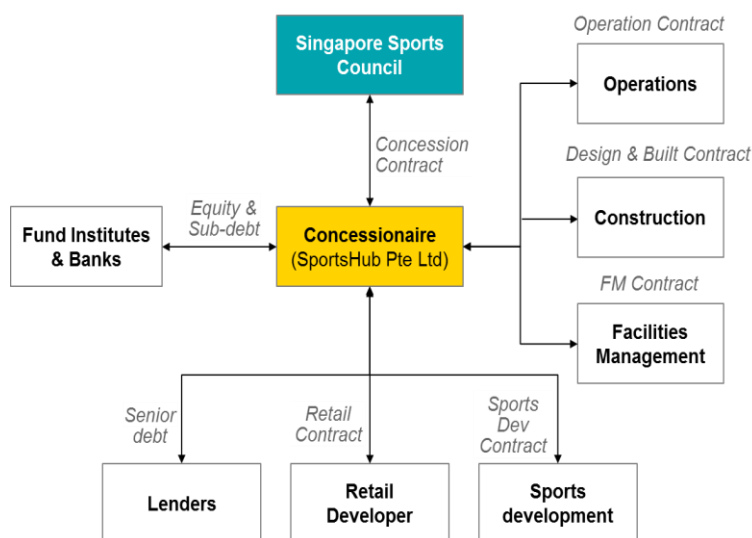 Operation Contract
Singapore Sports
Council
Operations
Concession
Contract
Design & Built Contract
Equity &
Sub-debt
Fund Institutes
& Banks
Concessionaire
(SportsHub Pte Ltd)
Construction
FM Contract
Facilities
Management
Senior
debt
Retail
Contract
Sports
Dev
Contract
Lenders
Retail
Developer
Sports
development